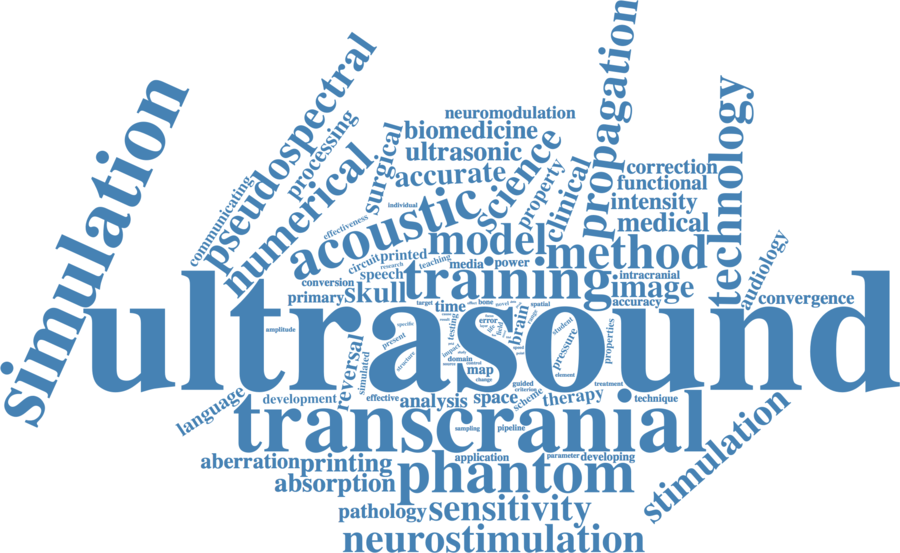 simulation
pseudospectral
propagation
technology
neuromodulation
biomedicine
ultrasonic
accurate
surgical
processing
numerical
communicating
science
property
clinical
correction
functional
intensity
medical
individual
effectiveness
acoustic
model
method
circuit
printed
research
teaching
media
power
speech
conversion
primary
skull
training
image
intracranial
accuracy
audiology
convergence
ultrasound
target
time
bone
novel
spatial
brain
error
field
testing
amplitude
specific
present
structure
reversal
simulated
impact
domain
map
change
student
pressure
properties
element
treatment
guided
criterion
scheme
therapy
technique
language
development
effective
analysis
space
transcranial
sampling
pipeline
stimulation
aberration
printing
absorption
application
parameter
developing
phantom
pathology
sensitivity
neurostimulation